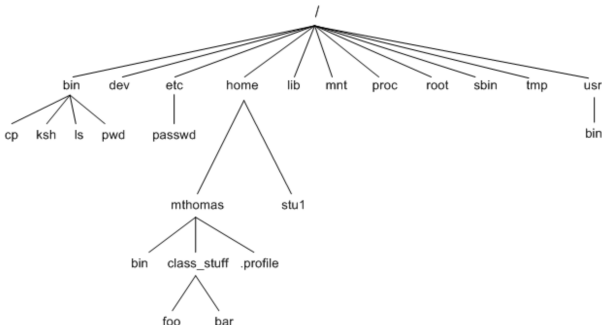 /
bin dev etc home lib mnt proc root sbin tmp usr
cp ksh ls pwd passwd bin
mthomas stu1
bin class_stuff .profile
foo bar